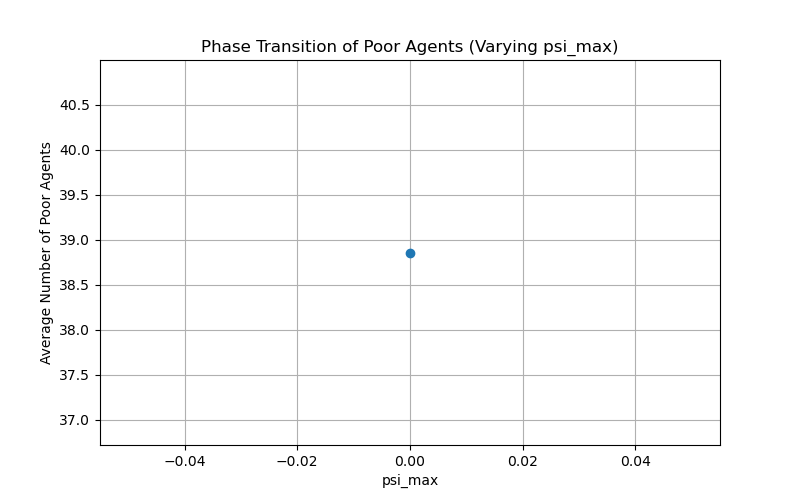 Phase Transition of Poor Agents (Varying psi_max)
Average Number of Poor Agents
40.5
40.0
39.5
39.0
38.5
38.0
37.5
37.0
−0.04 −0.02 0.00 0.02 0.04
psi_max